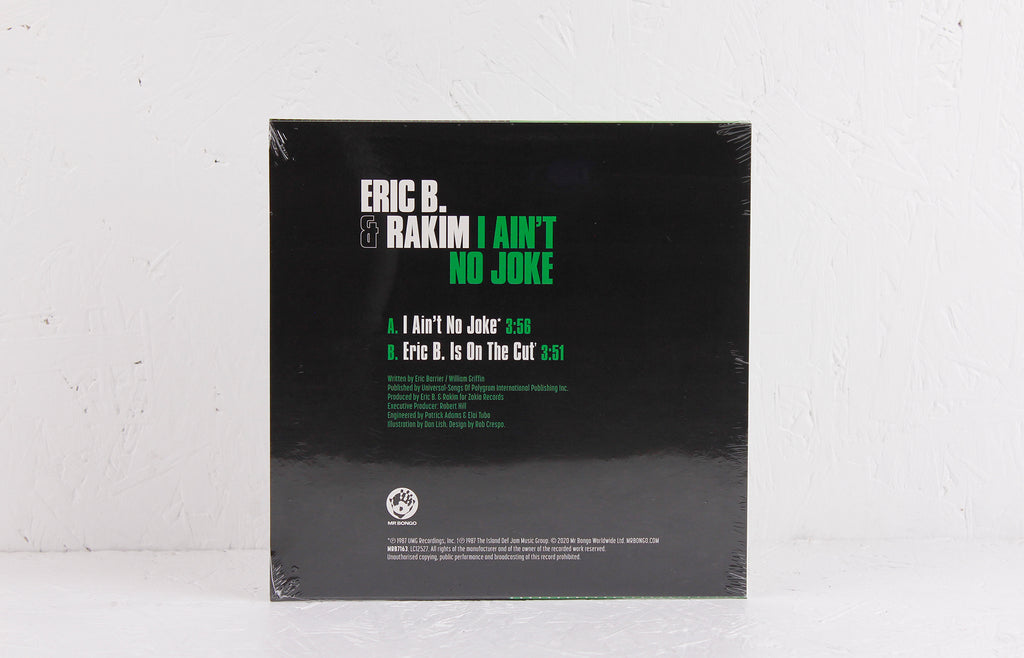 ERIC B.
& RAKIM I AIN'T
NO JOKE
A. I Ain't No Joke* 3:56
B. Eric B. Is On The Cut† 3:51
Written by Eric Barrier / William Griffin
Published by Universal-Songs Of Polygram International Publishing Inc.
Produced by Eric B. & Rakim for Zakia Records
Executive Producer: Robert Hill
Engineered by Patrick Adams & Elai Tubo
Illustration by Dan Lish. Design by Rob Crespo.
MR BONGO
*℗ 1987 UMG Recordings, Inc. †℗ 1987 The Island Def Jam Music Group. © 2020 Mr Bongo Worldwide Ltd. MRBONGO.COM
MRB7163. LC12527. All rights of the manufacturer and of the owner of the recorded work reserved.
Unauthorised copying, public performance and broadcasting of this record prohibited.